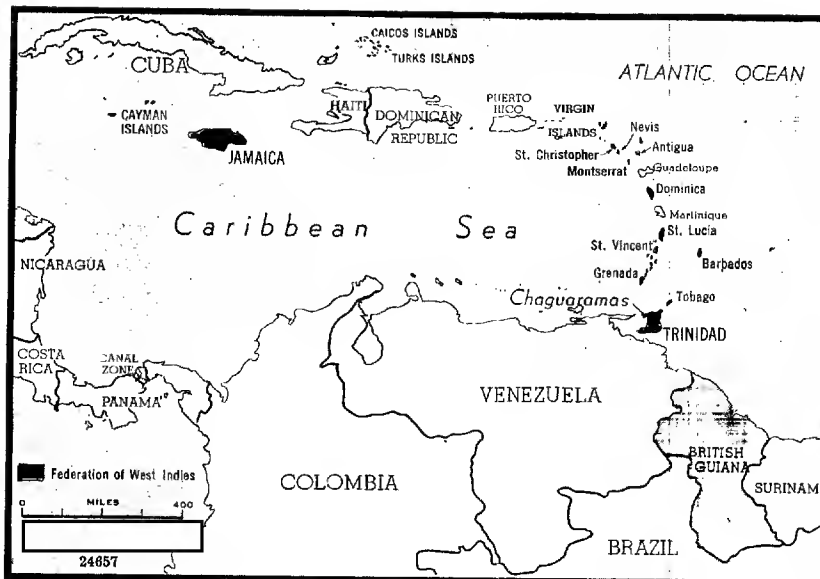 CAICOS ISLANDS
TURKS ISLANDS
CUBA
ATLANTIC OCEAN
CAYMAN
ISLANDS
JAMAICA
HAITI
DOMINICAN
REPUBLIC
PUERTO
RICO
VIRGIN
ISLANDS
Nevis
St. Christopher
Antigua
Montserrat
Guadeloupe
Dominica
Martinique
Caribbean Sea
St. Lucia
St. Vincent
Barbados
Grenada
NICARAGUA
Chaguaramas
Tobago
TRINIDAD
COSTA
RICA
CANAL
ZONE
PANAMA
VENEZUELA
BRITISH
GUIANA
SURINAM
COLOMBIA
BRAZIL
Federation of West Indies
0 MILES 400
24657